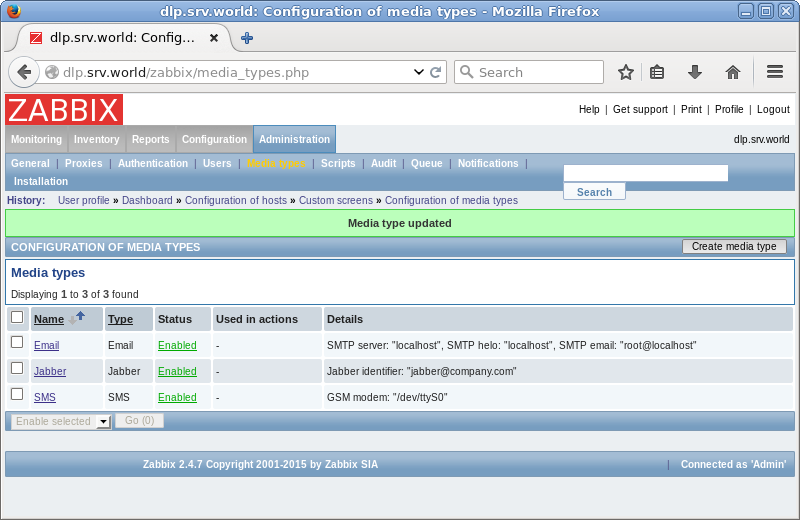 dlp.srv.world: Configuration of media types - Mozilla Firefox
dlp.srv.world: Config...
dlp.srv.world/zabbix/media_types.php
Search
ZABBIX
Help | Get support | Print | Profile | Logout
Monitoring Inventory Reports Configuration Administration
dlp.srv.world
General | Proxies | Authentication | Users | Media types | Scripts | Audit | Queue | Notifications |
Installation
Search
History: User profile » Dashboard » Configuration of hosts » Custom screens » Configuration of media types
Media type updated
CONFIGURATION OF MEDIA TYPES
Create media type
Media types
Displaying 1 to 3 of 3 found
Name Type Status Used in actions Details
Email Email Enabled - SMTP server: "localhost", SMTP helo: "localhost", SMTP email: "root@localhost"
Jabber Jabber Enabled - Jabber identifier: "jabber@company.com"
SMS SMS Enabled - GSM modem: "/dev/ttyS0"
Enable selected Go (0)
Zabbix 2.4.7 Copyright 2001-2015 by Zabbix SIA | Connected as 'Admin'